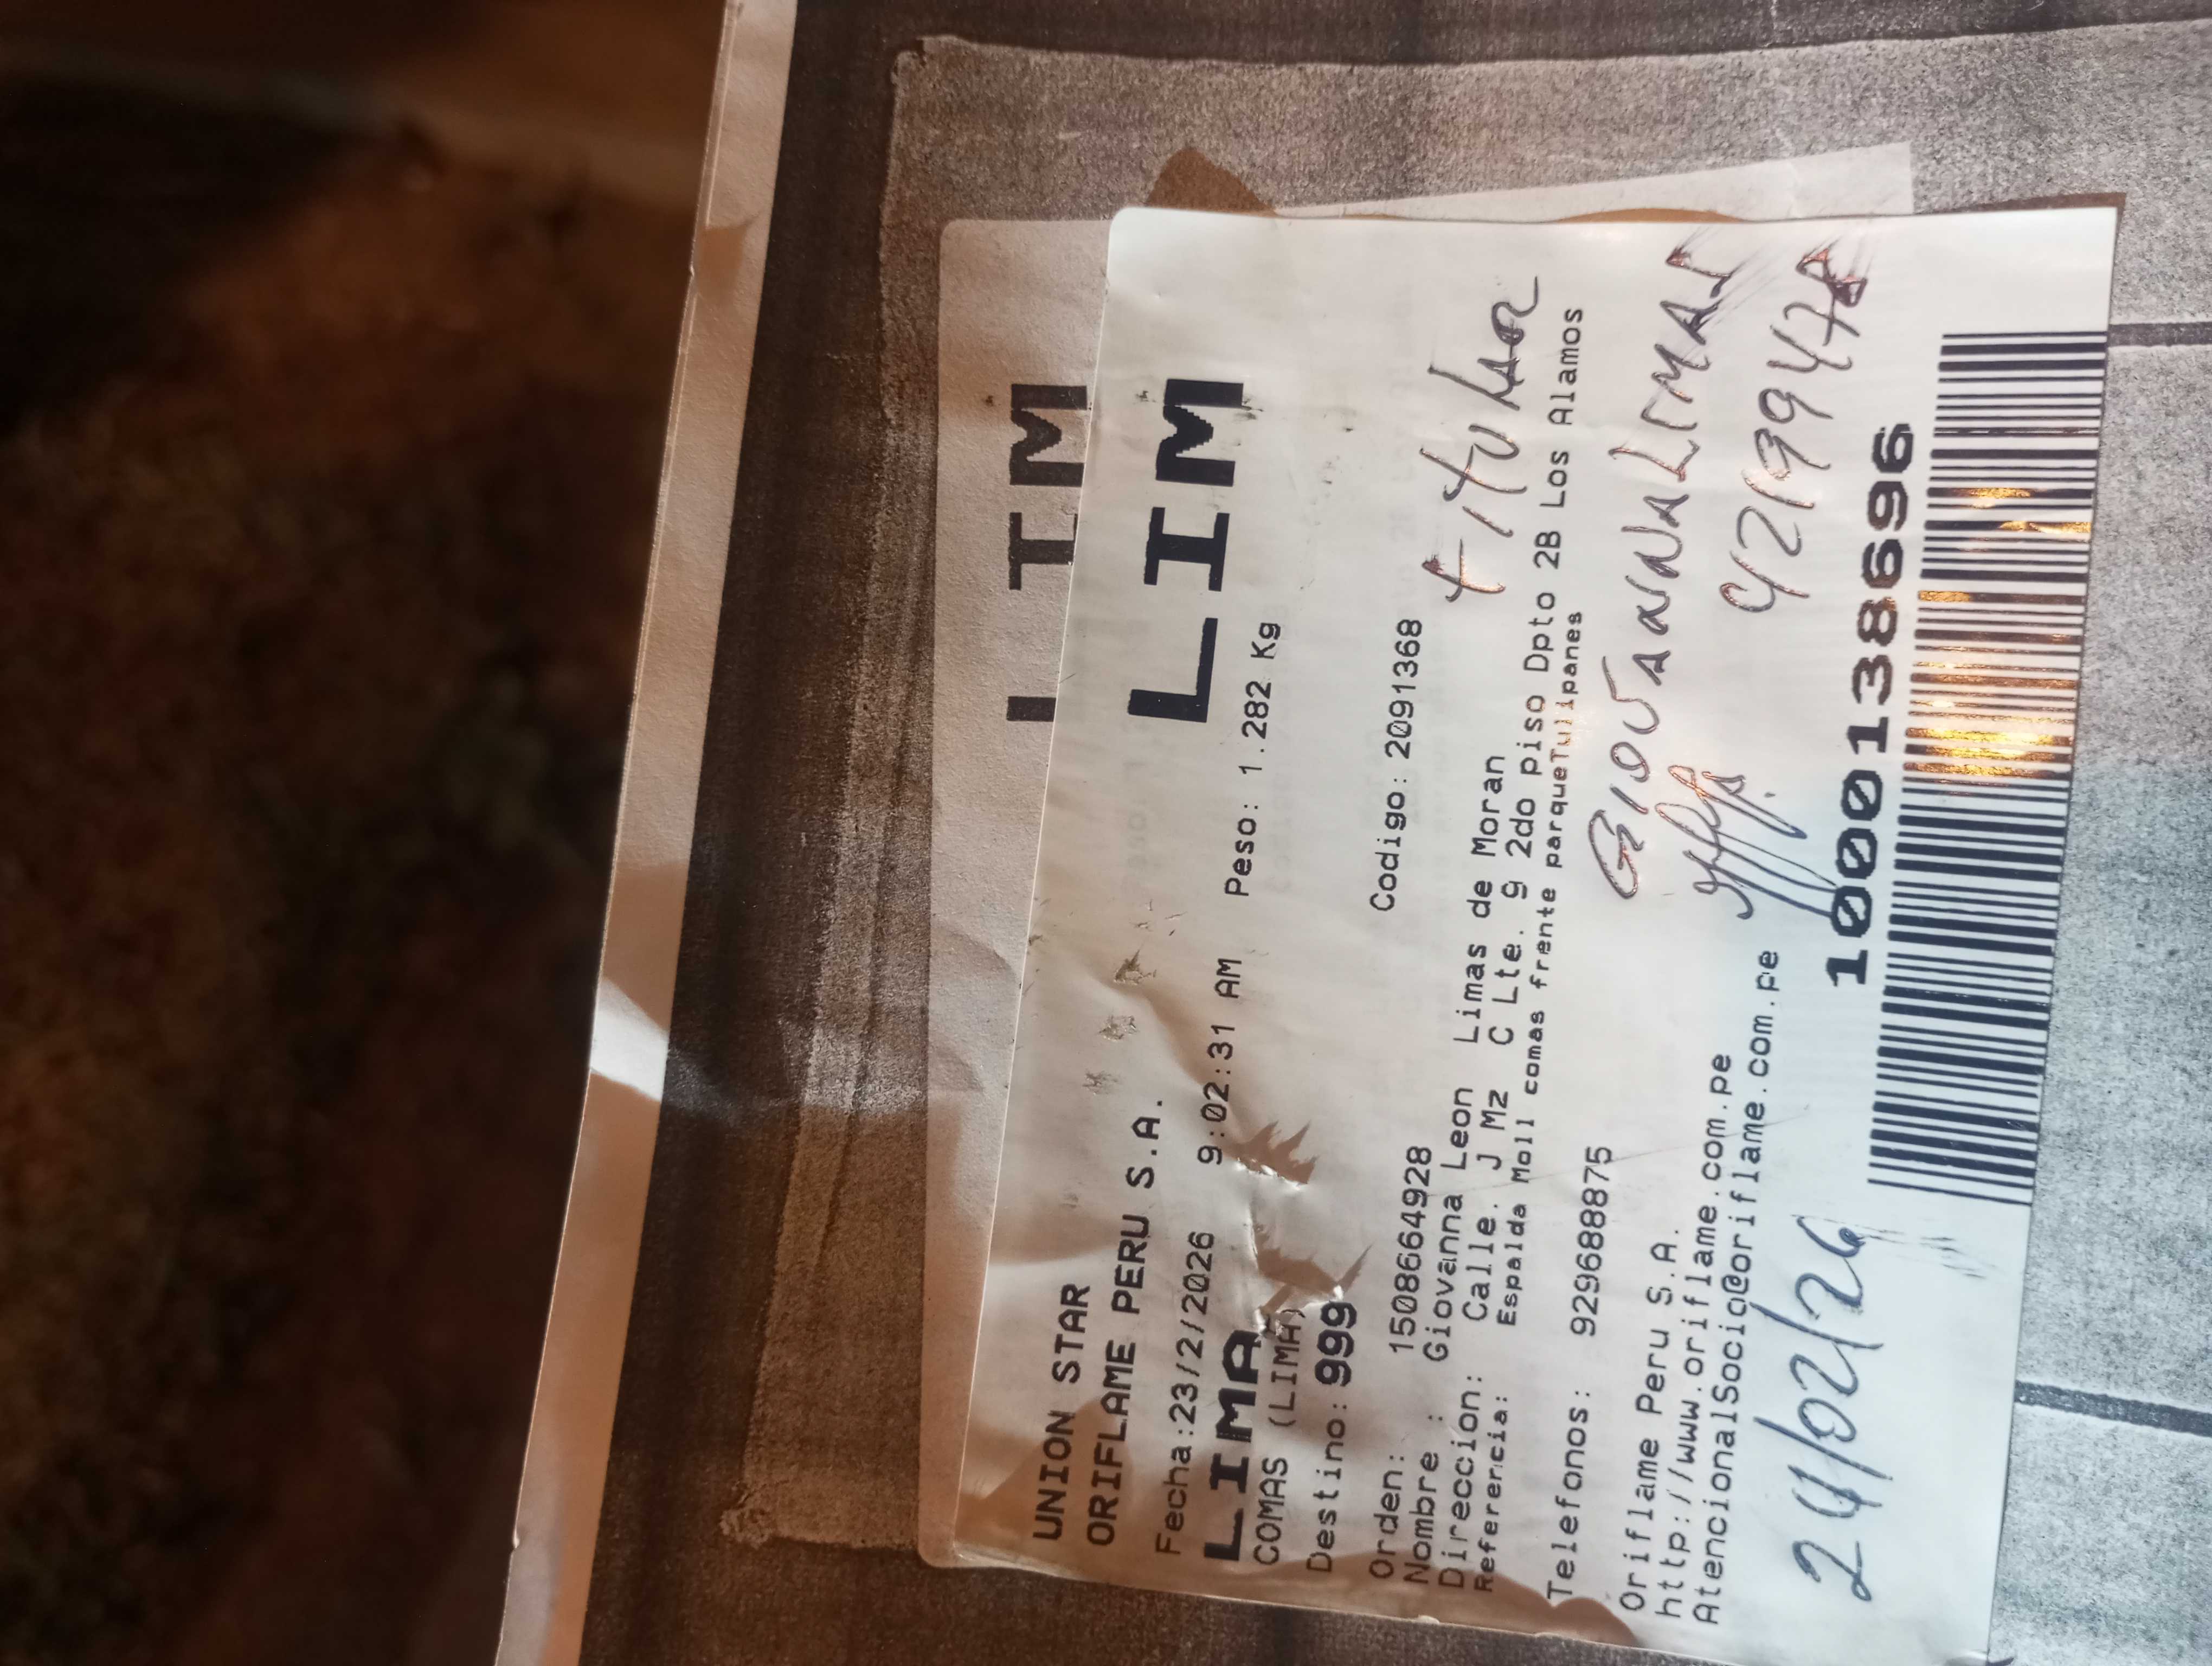 LIM
UNION STAR
ORIFLAME PERU S.A.
LIM
Fecha:23/2/2026 9:02:31 AM Peso: 1.282 Kg
LIMA
COMAS (LIMA)
Destino: 999
Orden: 1508664928 Codigo: 2091368
titular
Nombre : Giovanna Leon Limas de Moran
Direccion: Calle. J Mz C Lte. 9 2do piso Dpto 2B Los Alamos
Referencia: Espalda Moll comas frente parqueTulipanes
Telefonos: 929688875
Giovanna Limas
Oriflame Peru S.A.
http://www.oriflame.com.pe
AtencionalSocio@oriflame.com.pe
24/02/26
1000138696